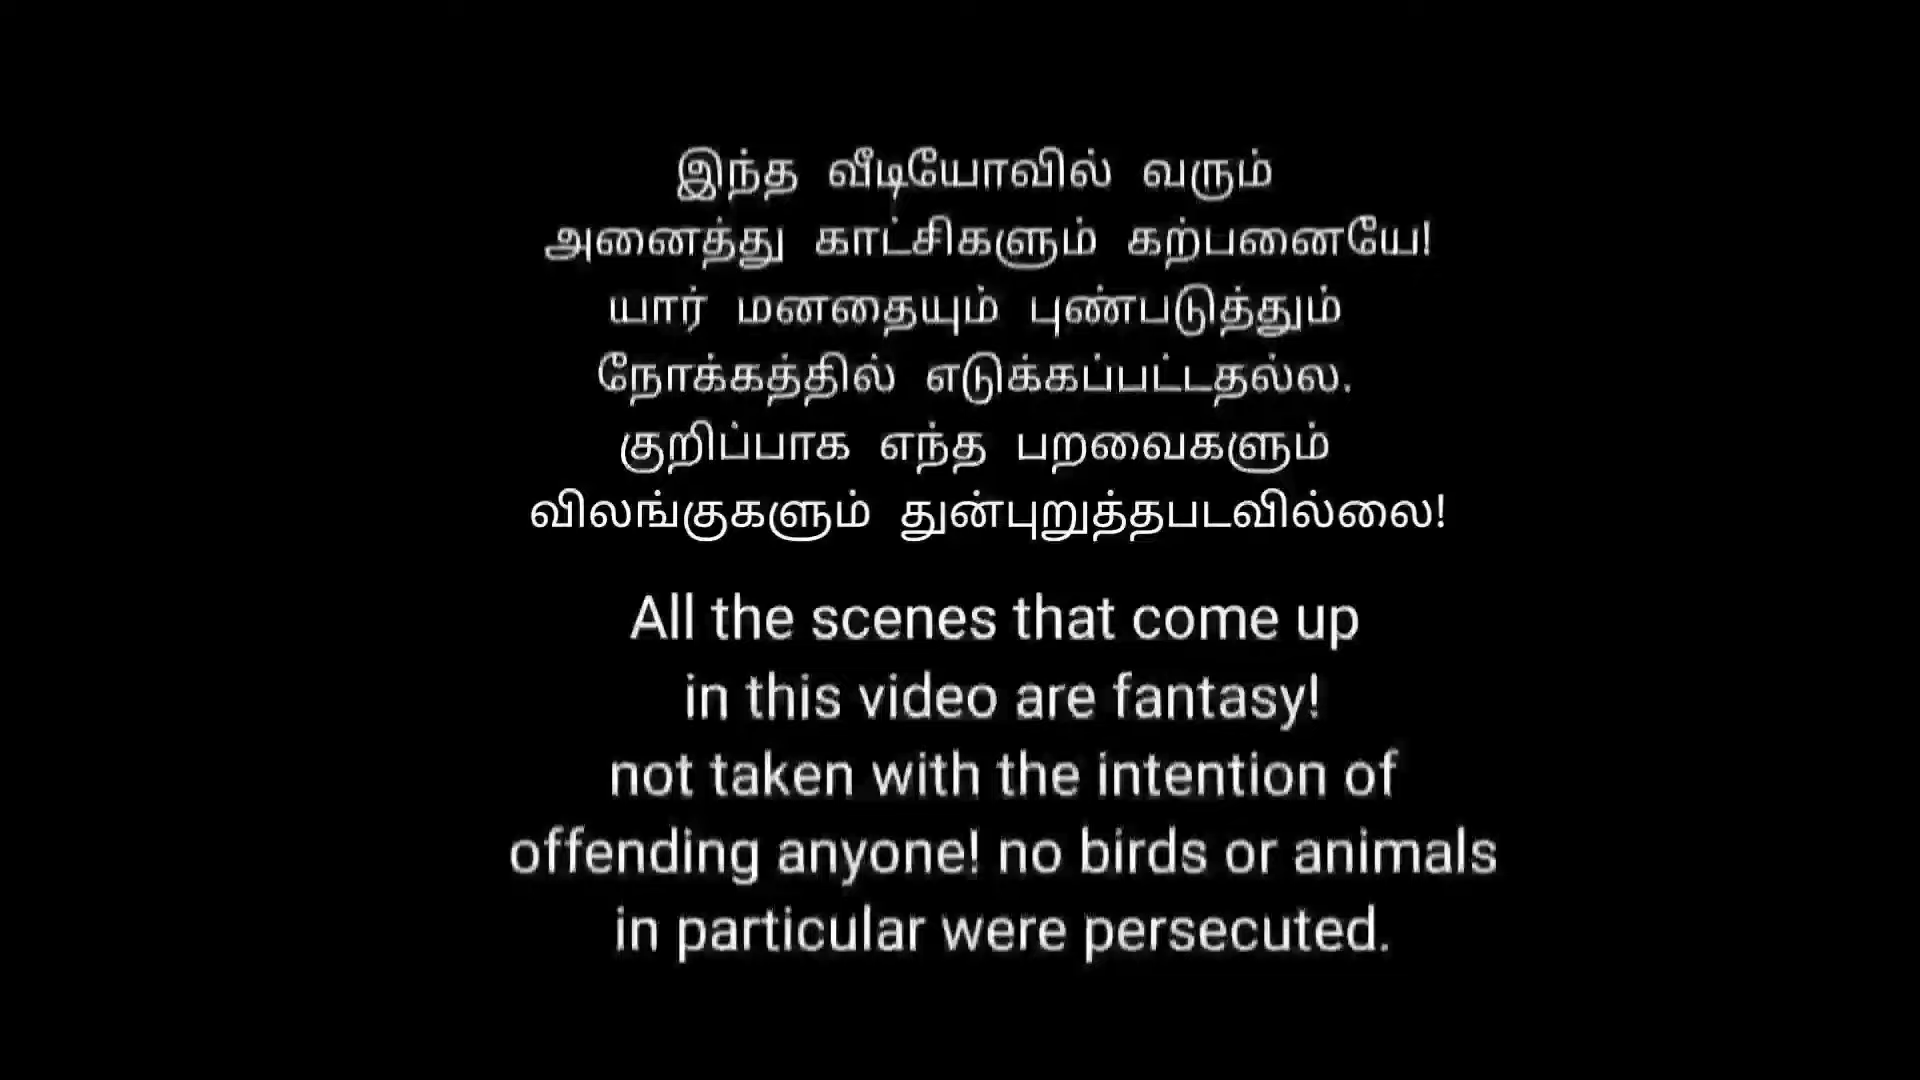 இந்த வீடியோவில் வரும்
அனைத்து காட்சிகளும் கற்பனையே!
யார் மனதையும் புண்படுத்தும்
நோக்கத்தில் எடுக்கப்பட்டதல்ல.
குறிப்பாக எந்த பறவைகளும்
விலங்குகளும் துன்புறுத்தபடவில்லை!
All the scenes that come up
in this video are fantasy!
not taken with the intention of
offending anyone! no birds or animals
in particular were persecuted.